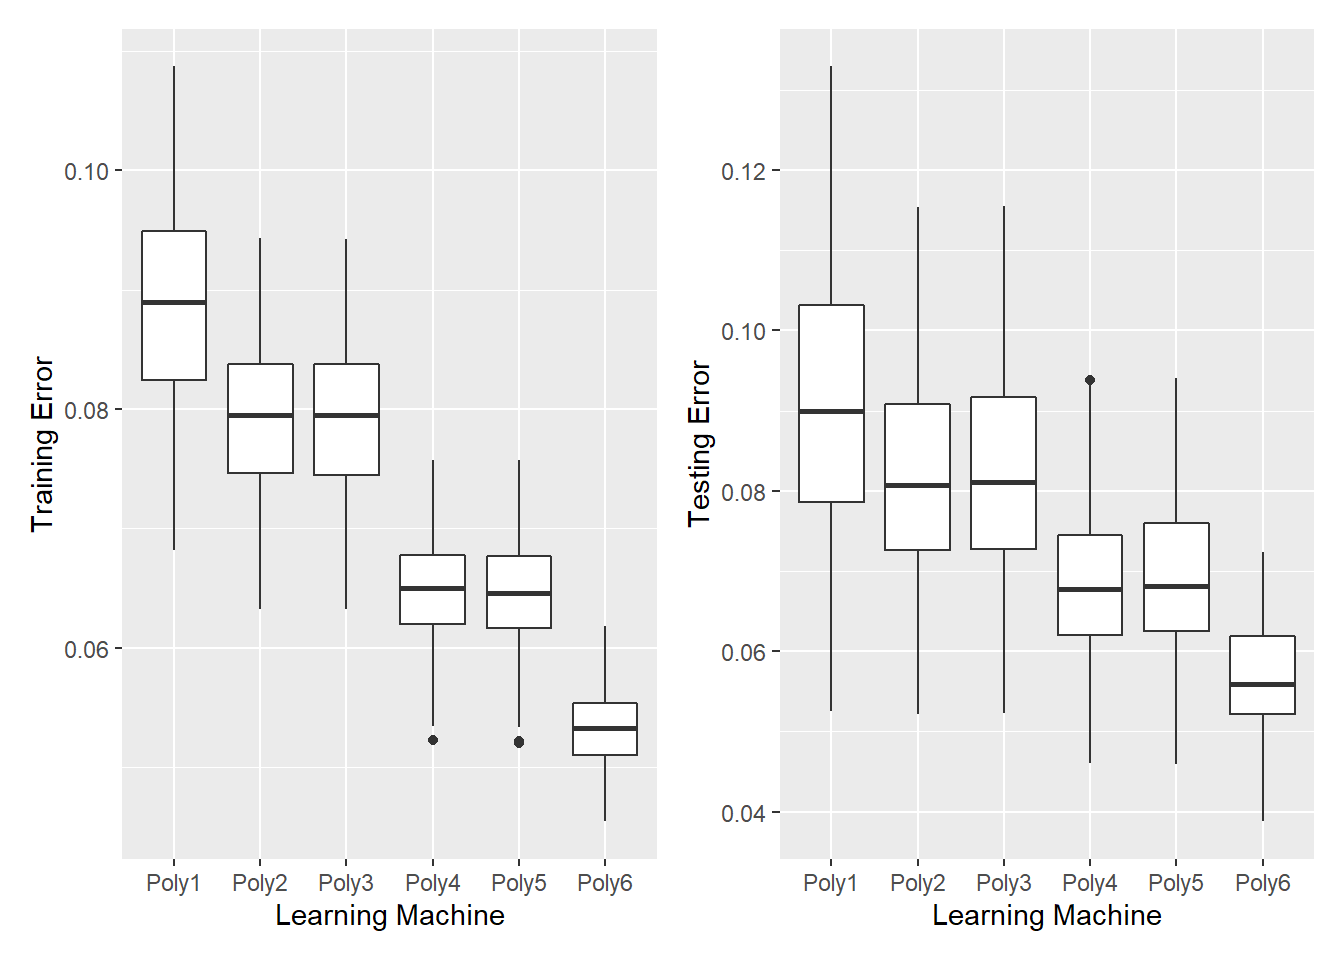 Training Error
0.10
0.08
0.06
Poly1 Poly2 Poly3 Poly4 Poly5 Poly6
Learning Machine
Testing Error
0.12
0.10
0.08
0.06
0.04
Poly1 Poly2 Poly3 Poly4 Poly5 Poly6
Learning Machine